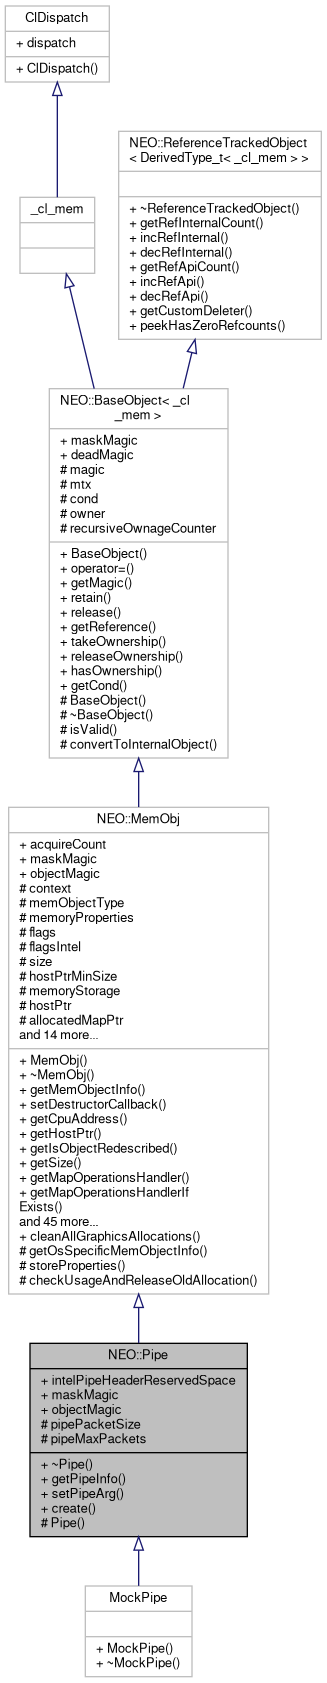 ClDispatch
+ dispatch
+ ClDispatch()
_cl_mem
NEO::ReferenceTrackedObject
< DerivedType_t< _cl_mem > >
+ ~ReferenceTrackedObject()
+ getRefInternalCount()
+ incRefInternal()
+ decRefInternal()
+ getRefApiCount()
+ incRefApi()
+ decRefApi()
+ getCustomDeleter()
+ peekHasZeroRefcounts()
NEO::BaseObject< _cl
_mem >
+ maskMagic
+ deadMagic
# magic
# mtx
# cond
# owner
# recursiveOwnageCounter
+ BaseObject()
+ operator=()
+ getMagic()
+ retain()
+ release()
+ getReference()
+ takeOwnership()
+ releaseOwnership()
+ hasOwnership()
+ getCond()
# BaseObject()
# ~BaseObject()
# isValid()
# convertToInternalObject()
NEO::MemObj
+ acquireCount
+ maskMagic
+ objectMagic
# context
# memObjectType
# memoryProperties
# flags
# flagsIntel
# size
# hostPtrMinSize
# memoryStorage
# hostPtr
# allocatedMapPtr
and 14 more...
+ MemObj()
+ ~MemObj()
+ getMemObjectInfo()
+ setDestructorCallback()
+ getCpuAddress()
+ getHostPtr()
+ getIsObjectRedescribed()
+ getSize()
+ getMapOperationsHandler()
+ getMapOperationsHandlerIf
Exists()
and 45 more...
+ cleanAllGraphicsAllocations()
# getOsSpecificMemObjectInfo()
# storeProperties()
# checkUsageAndReleaseOldAllocation()
NEO::Pipe
+ intelPipeHeaderReservedSpace
+ maskMagic
+ objectMagic
# pipePacketSize
# pipeMaxPackets
+ ~Pipe()
+ getPipeInfo()
+ setPipeArg()
+ create()
# Pipe()
MockPipe
+ MockPipe()
+ ~MockPipe()